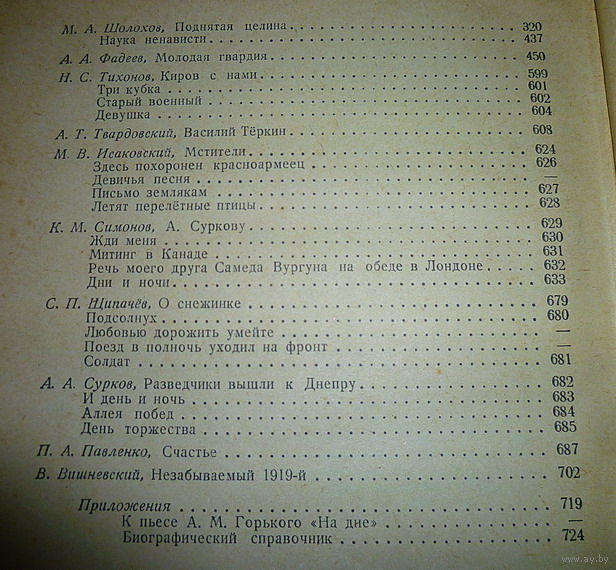 М. А. Шолохов, Поднятая целина . . . . . . . . . . 320
Наука ненависти . . . . . . . . . . 437
А. А. Фадеев, Молодая гвардия . . . . . . . . . . 450
Н. С. Тихонов, Киров с нами . . . . . . . . . . 599
Три кубка . . . . . . . . . . 601
Старый военный . . . . . . . . . . 602
Девушка . . . . . . . . . . 604
А. Т. Твардовский, Василий Тёркин . . . . . . . . . . 608
М. В. Исаковский, Мстители . . . . . . . . . . 624
Здесь похоронен красноармеец . . . . . . . . . . 626
Девичья песня . . . . . . . . . . —
Письмо землякам . . . . . . . . . . 627
Летят перелётные птицы . . . . . . . . . . 628
К. М. Симонов, А. Суркову . . . . . . . . . . 629
Жди меня . . . . . . . . . . 630
Митинг в Канаде . . . . . . . . . . 631
Речь моего друга Самеда Вургуна на обеде в Лондоне . . . . 632
Дни и ночи . . . . . . . . . . 633
С. П. Щипачёв, О снежинке . . . . . . . . . . 679
Подсолнух . . . . . . . . . . 680
Любовью дорожить умейте . . . . . . . . . . —
Поезд в полночь уходил на фронт . . . . . . . . . . —
Солдат . . . . . . . . . . 681
А. А. Сурков, Разведчики вышли к Днепру . . . . . . . . . . 682
И день и ночь . . . . . . . . . . 683
Аллея побед . . . . . . . . . . 684
День торжества . . . . . . . . . . 685
П. А. Павленко, Счастье . . . . . . . . . . 687
В. Вишневский, Незабываемый 1919-й . . . . . . . . . . 702
Приложения . . . . . . . . . . 719
К пьесе А. М. Горького «На дне» . . . . . . . . . . —
Биографический справочник . . . . . . . . . . 724
www.ay.by